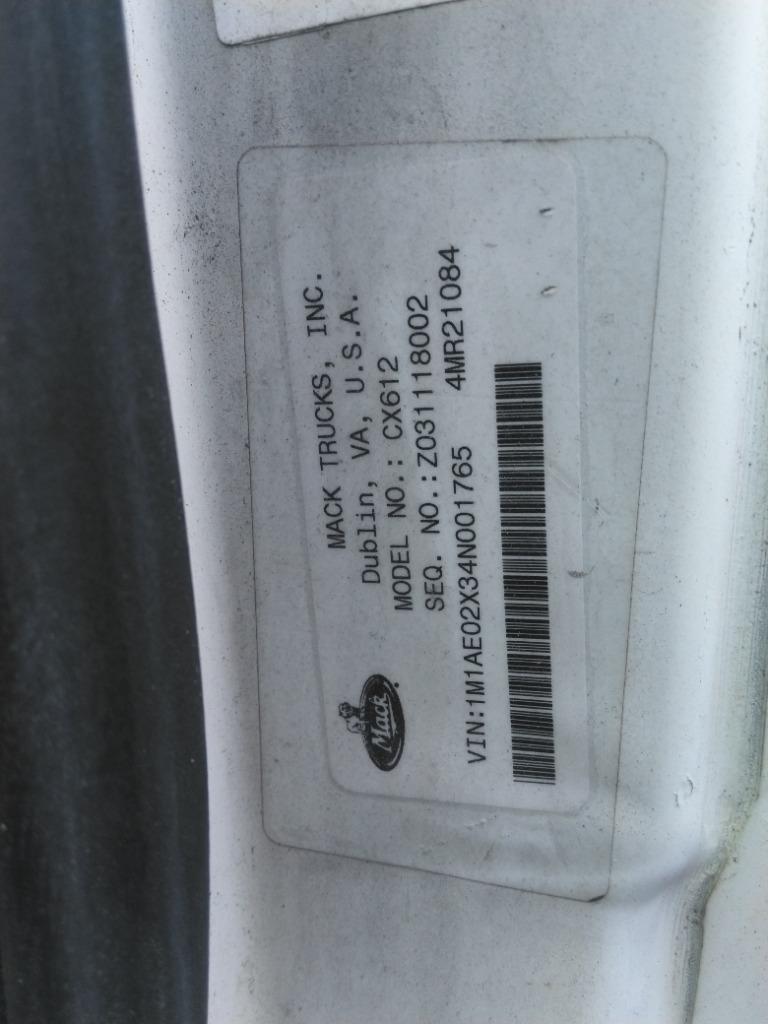 MACK TRUCKS, INC.
Dublin, VA, U.S.A.
MODEL NO.: CX612
SEQ. NO.:Z031118002
VIN:1M1AE02X34N001765 4MR21084
Mack